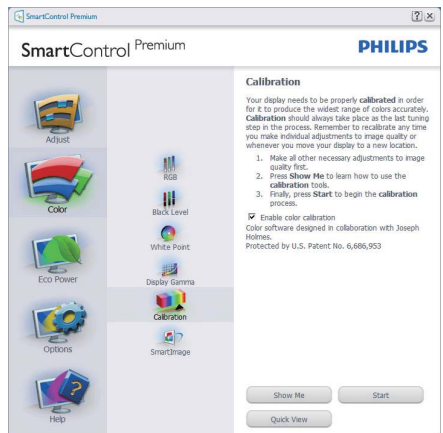 SmartControl Premium
? X
SmartControl Premium
PHILIPS
Adjust
Color
Eco Power
Options
Help
RGB
Black Level
White Point
Display Gamma
Calibration
SmartImage
Calibration
Your display needs to be properly calibrated in order
for it to produce the widest range of colors accurately.
Calibration should always take place as the last tuning
step in the process. Remember to recalibrate any time
you make individual adjustments to image quality or
whenever you move your display to a new location.
1. Make all other necessary adjustments to image
quality first.
2. Press Show Me to learn how to use the
calibration tools.
3. Finally, press Start to begin the calibration
process.
Enable color calibration
Color software designed in collaboration with Joseph
Holmes.
Protected by U.S. Patent No. 6,686,953
Show Me
Start
Quick View